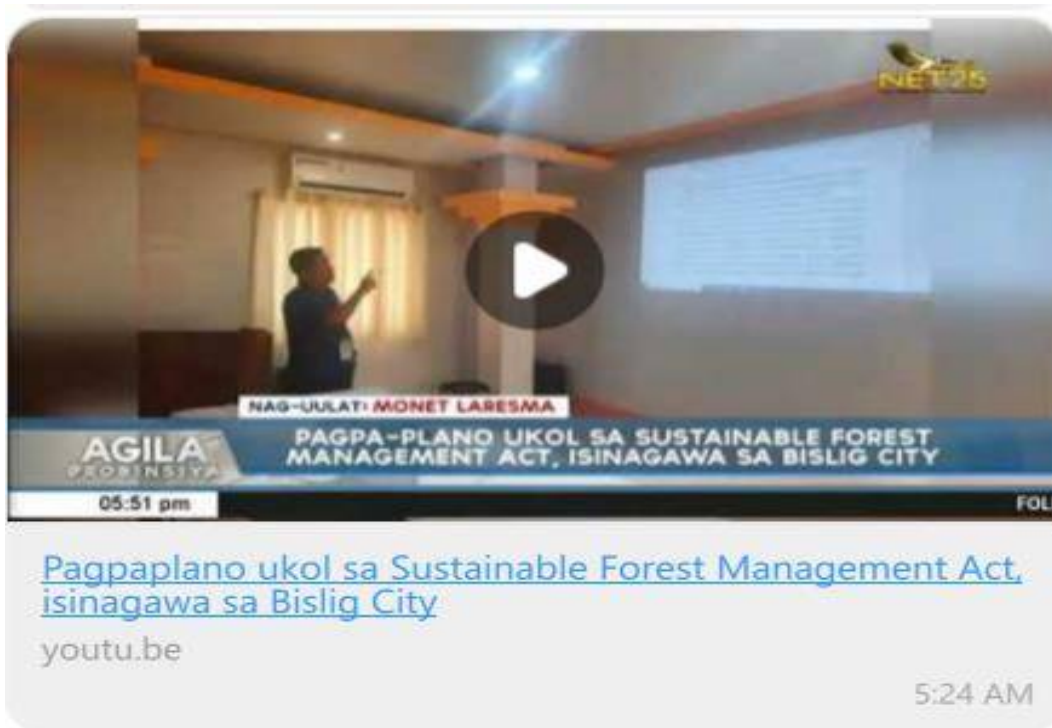 NET25
NAG-UULAT: MONET LARESMA
AGILA
PROBINSIYA
PAGPA-PLANO UKOL SA SUSTAINABLE FOREST
MANAGEMENT ACT, ISINAGAWA SA BISLIG CITY
05:51 pm
FOL
Pagpaplano ukol sa Sustainable Forest Management Act,
isinagawa sa Bislig City
youtu.be
5:24 AM